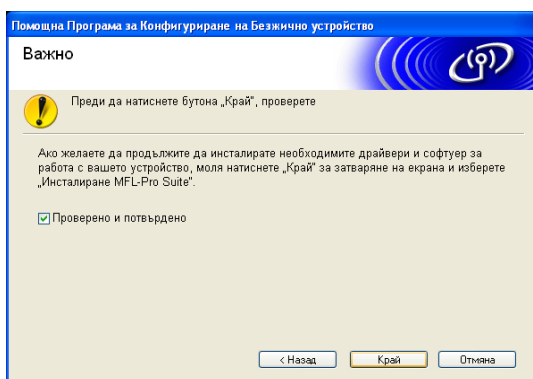 Помощна Програма за Конфигуриране на Безжично устройство
Важно
Преди да натиснете бутона „Край", проверете
Ако желаете да продължите да инсталирате необходимите драйвери и софтуер за
работа с вашето устройство, моля натиснете „Край" за затваряне на екрана и изберете
„Инсталиране MFL-Pro Suite".
Проверено и потвърдено
< Назад Край Отмяна